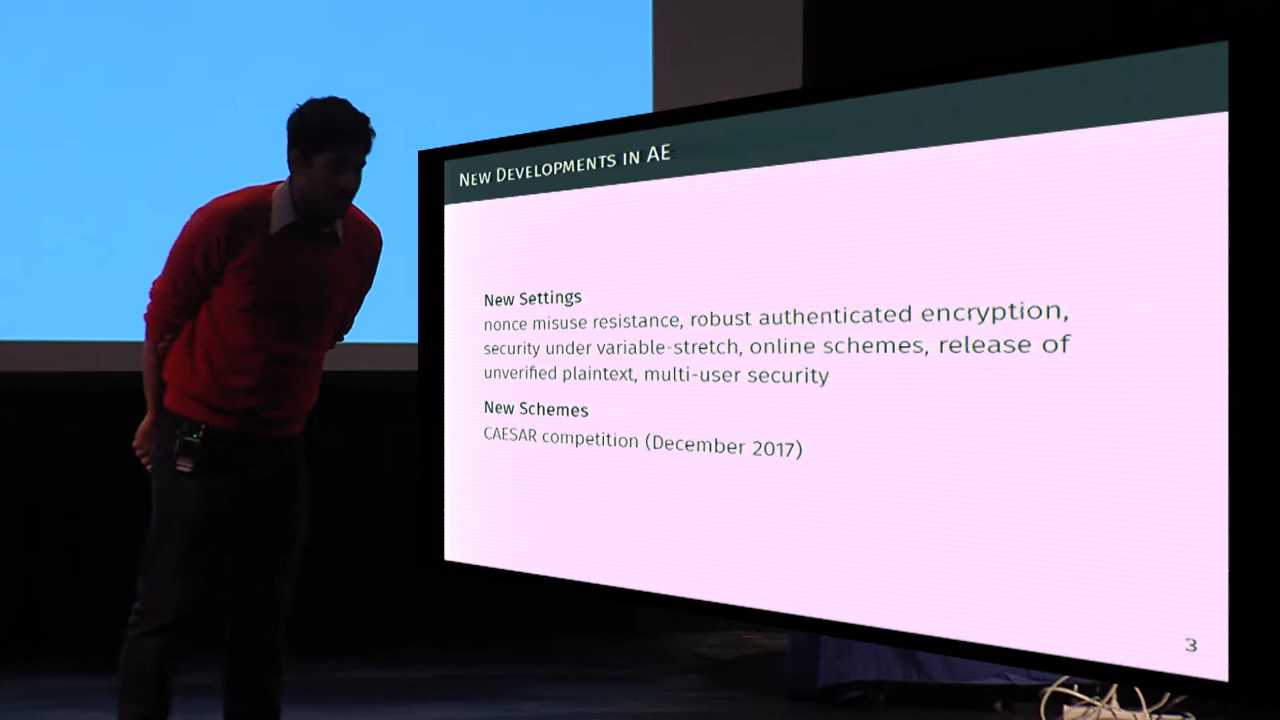 New Developments in AE
New Settings
nonce misuse resistance, robust authenticated encryption,
security under variable-stretch, online schemes, release of
unverified plaintext, multi-user security
New Schemes
CAESAR competition (December 2017)
3